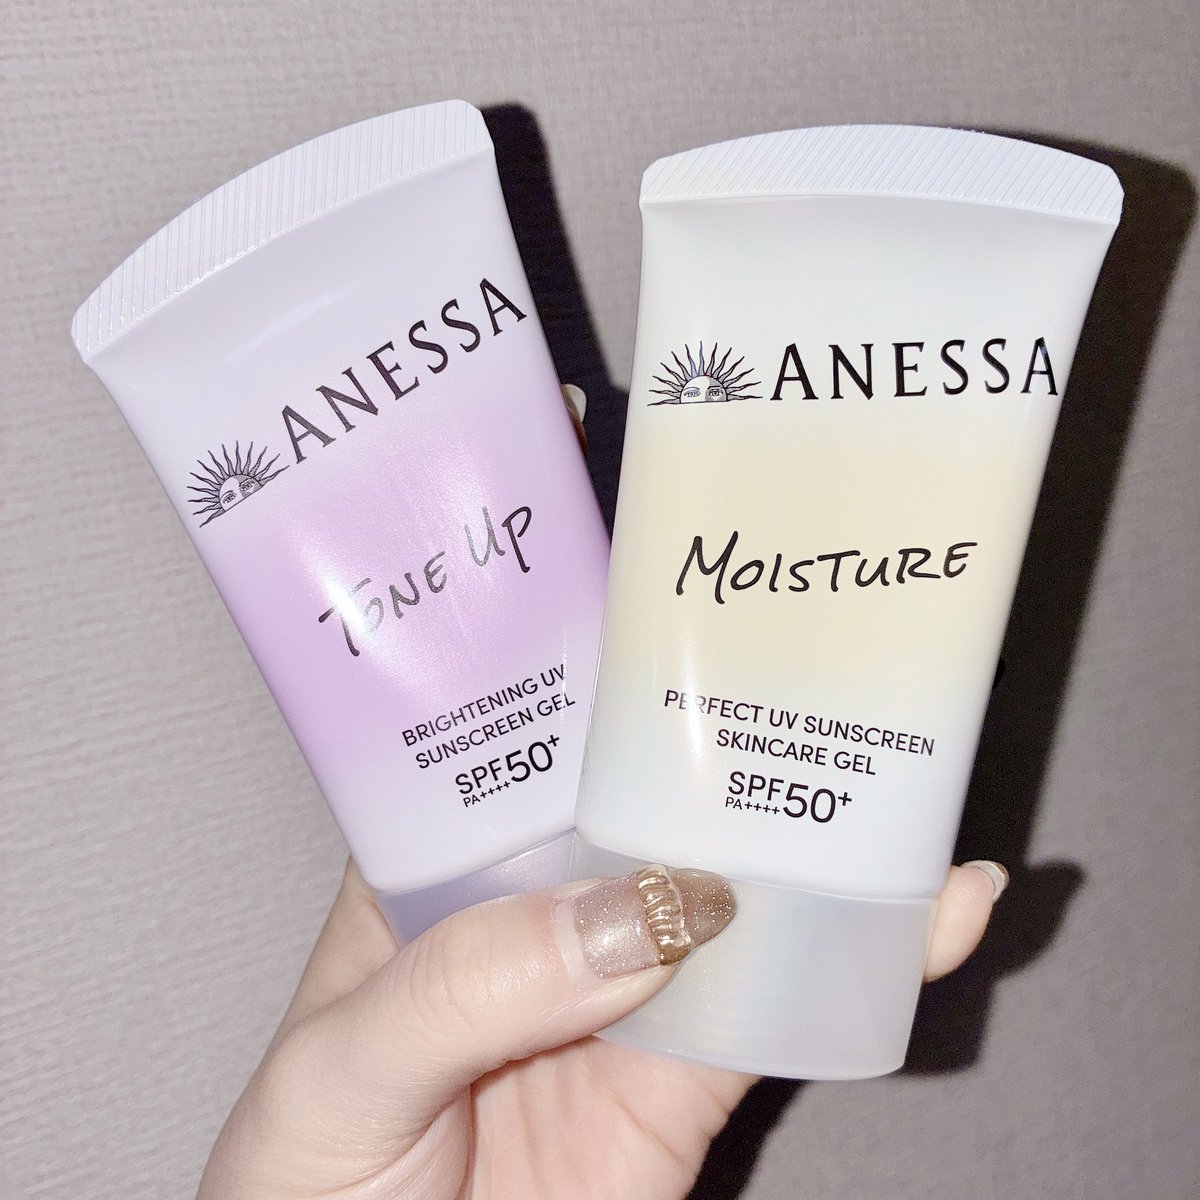 ANESSA
TONE UP
BRIGHTENING UV
SUNSCREEN GEL
SPF50+
PA++++
ANESSA
MOISTURE
PERFECT UV SUNSCREEN
SKINCARE GEL
SPF50+
PA++++